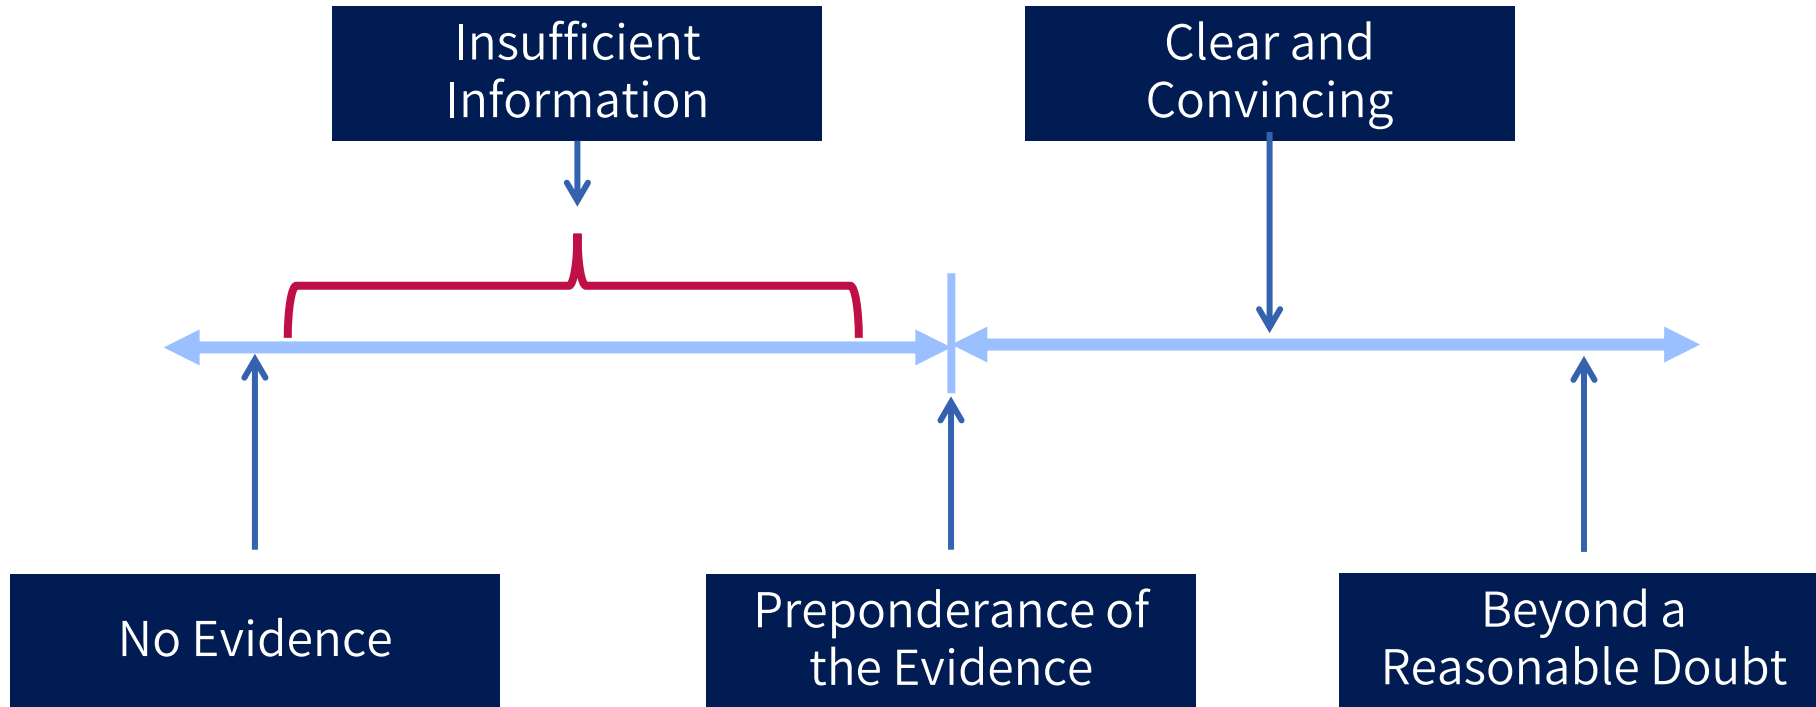 Insufficient
Information
Clear and
Convincing
No Evidence
Preponderance of
the Evidence
Beyond a
Reasonable Doubt